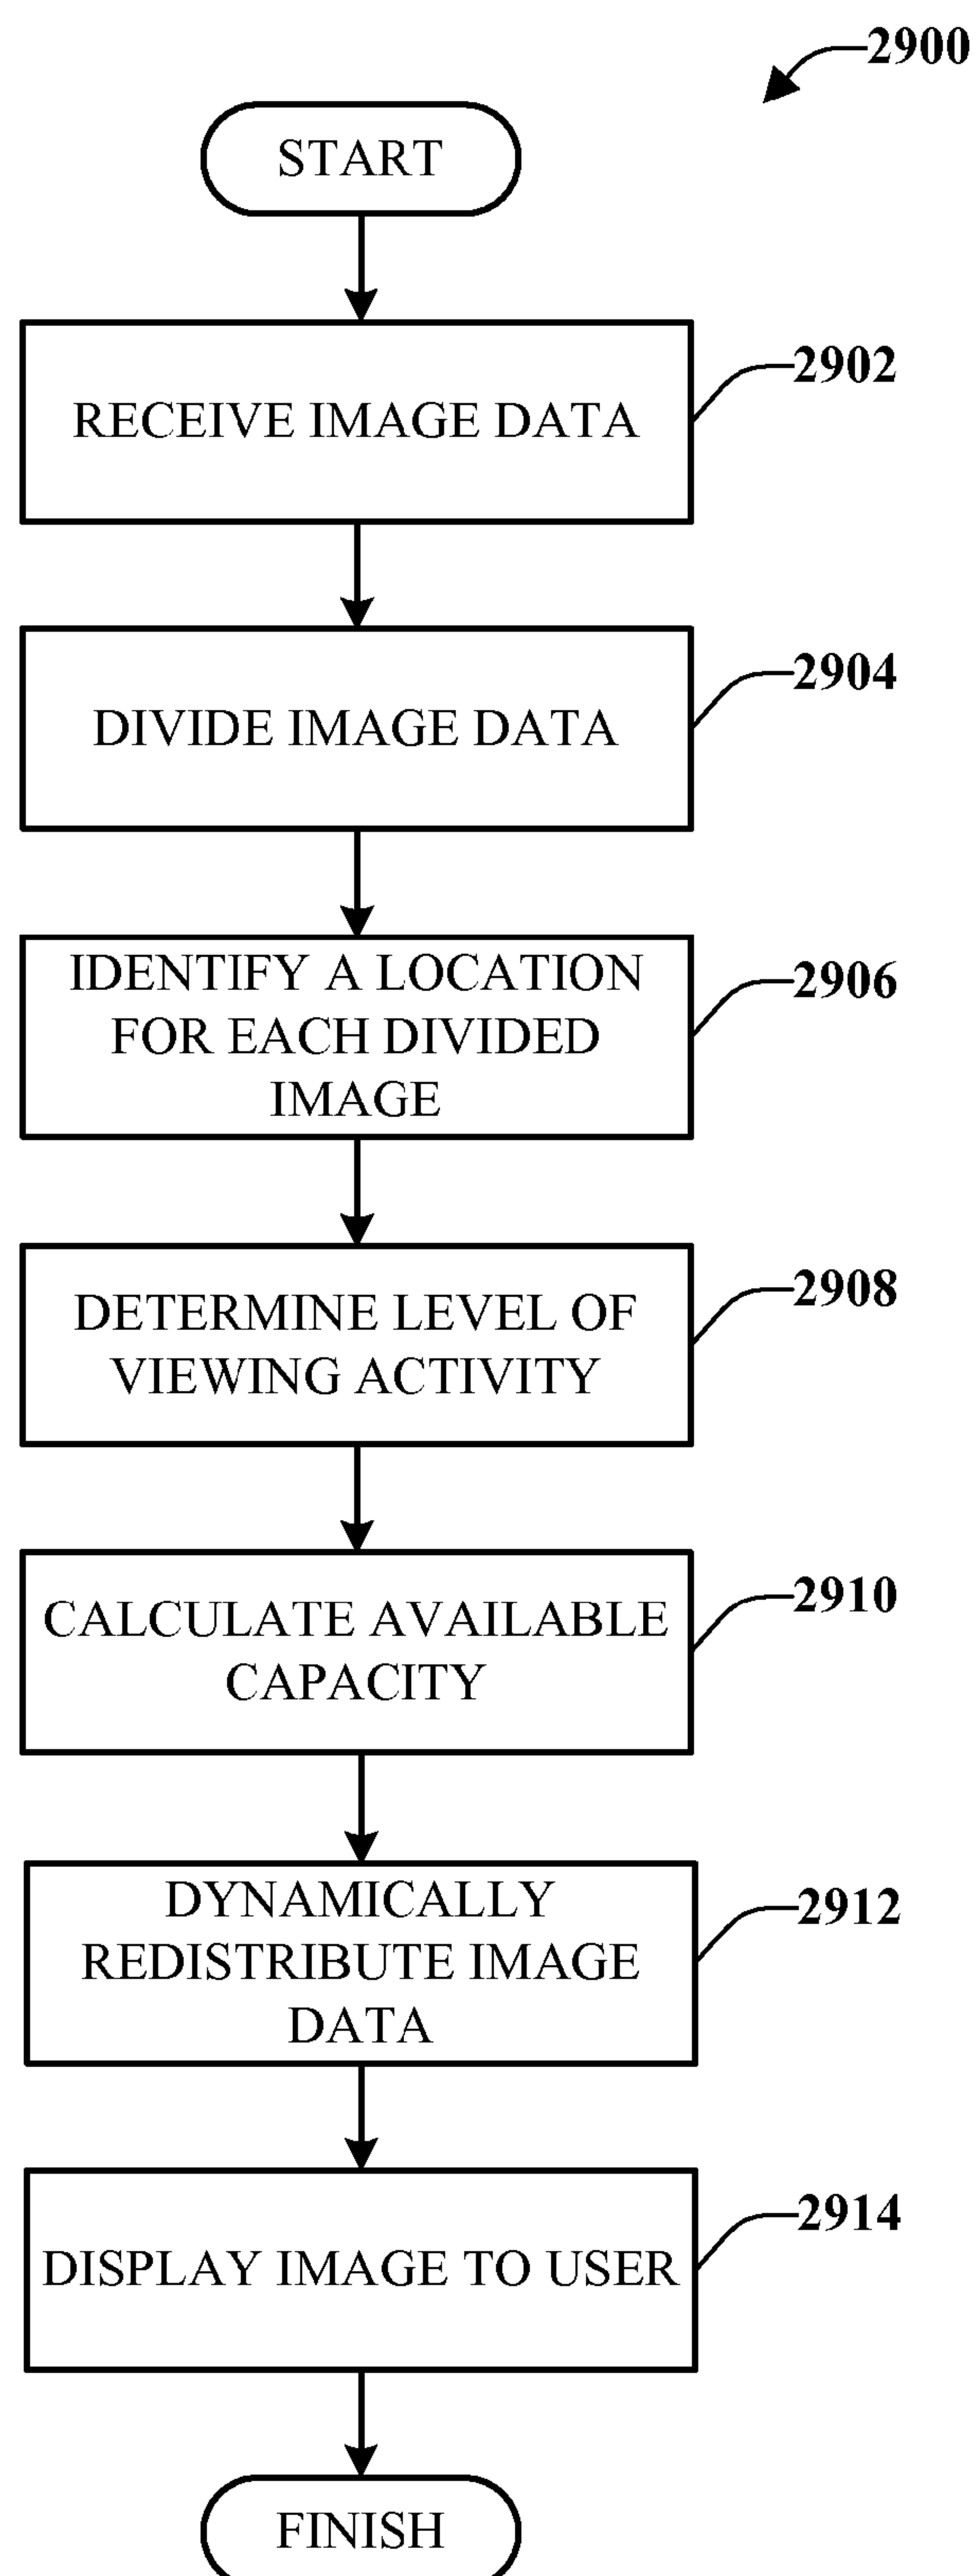 2900
START
RECEIVE IMAGE DATA
2902
DIVIDE IMAGE DATA
2904
IDENTIFY A LOCATION
FOR EACH DIVIDED
IMAGE
2906
DETERMINE LEVEL OF
VIEWING ACTIVITY
2908
CALCULATE AVAILABLE
CAPACITY
2910
DYNAMICALLY
REDISTRIBUTE IMAGE
DATA
2912
DISPLAY IMAGE TO USER
2914
FINISH